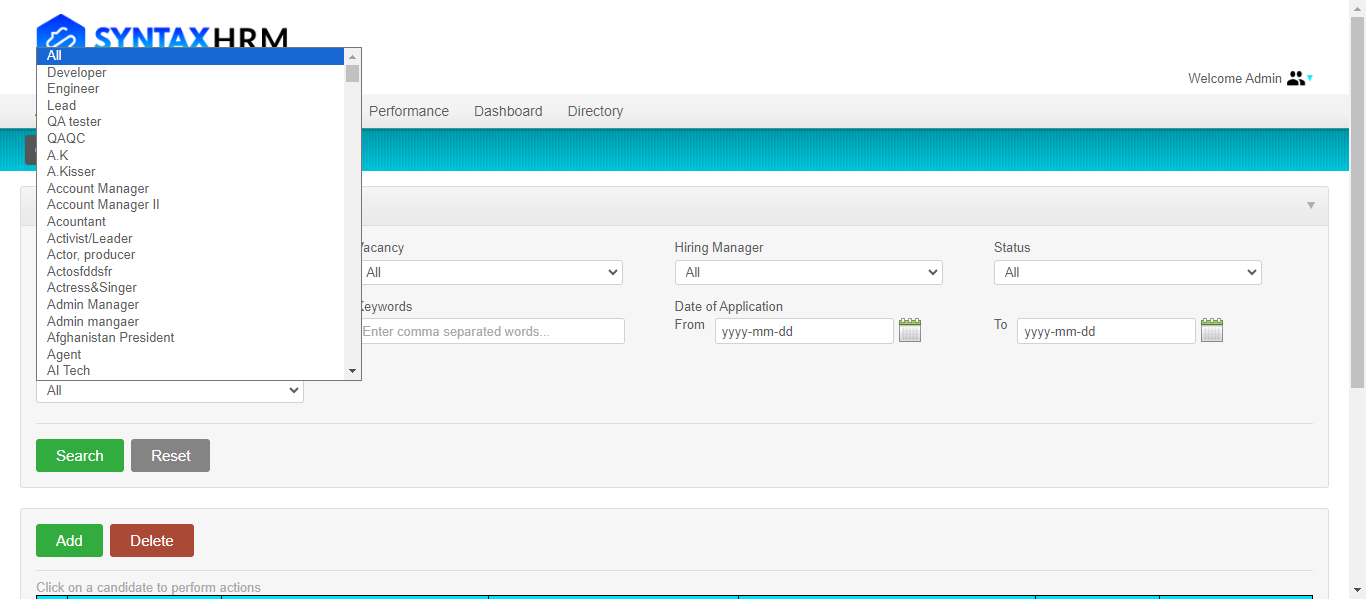 SYNTAXHRM
Welcome Admin
Performance Dashboard Directory
All
Developer
Engineer
Lead
QA tester
QAQC
A.K
A.Kisser
Account Manager
Account Manager II
Acountant
Activist/Leader
Actor, producer
Actosfddsfr
Actress&Singer
Admin Manager
Admin mangaer
Afghanistan President
Agent
AI Tech
All
Vacancy
All
Hiring Manager
All
Status
All
Keywords
Enter comma separated words...
Date of Application
From yyyy-mm-dd
To yyyy-mm-dd
Search Reset
Add Delete
Click on a candidate to perform actions